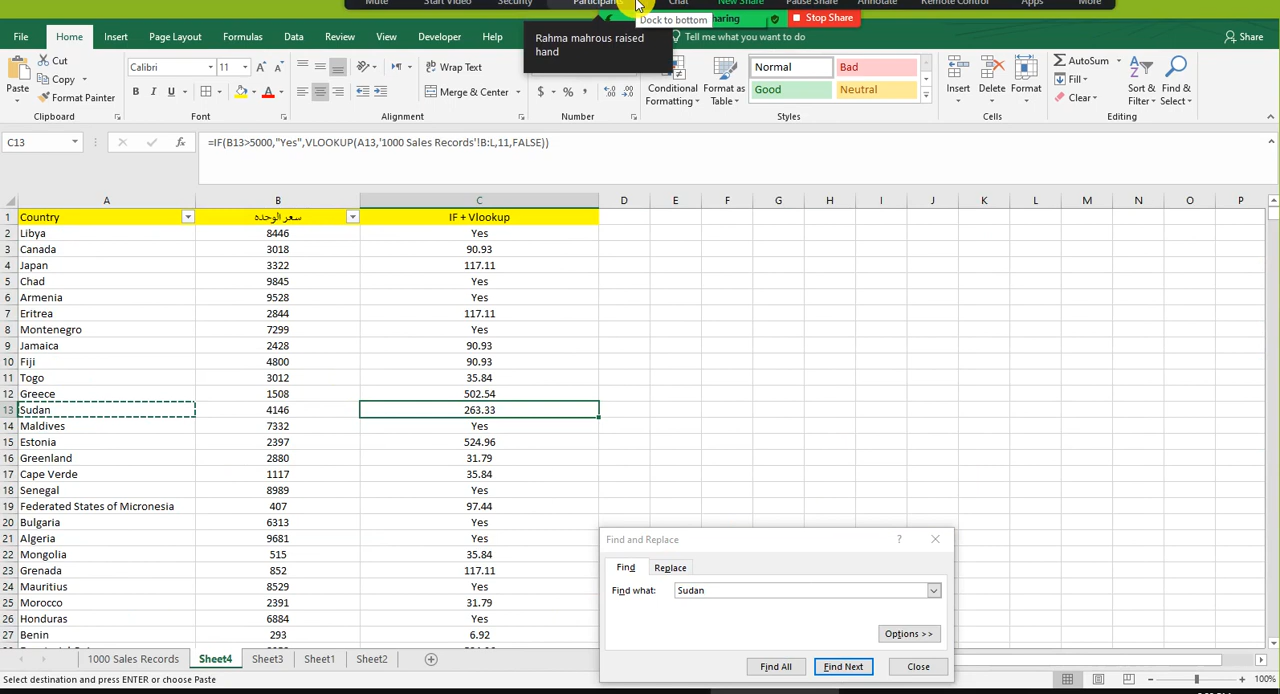 Mute Start Video Security Participants Chat New Share Pause Share Annotate Remote Control Apps More
Dock to bottom
haring Stop Share
Rahma mahrous raised
hand
File Home Insert Page Layout Formulas Data Review View Developer Help Tell me what you want to do Share
Paste
Cut
Copy
Format Painter
Clipboard
Calibri 11
B I U
Font
Wrap Text
Merge & Center
Alignment
$ % ,
Number
Conditional
Formatting
Format as
Table
Normal Bad
Good Neutral
Styles
Insert Delete Format
Cells
AutoSum
Fill
Clear
Sort &
Filter
Find &
Select
Editing
C13 fx =IF(B13>5000,"Yes",VLOOKUP(A13,'1000 Sales Records'!B:L,11,FALSE))
A B C D E F G H I J K L M N O P
1 Country سعر الوحده IF + Vlookup
2 Libya 8446 Yes
3 Canada 3018 90.93
4 Japan 3322 117.11
5 Chad 9845 Yes
6 Armenia 9528 Yes
7 Eritrea 2844 117.11
8 Montenegro 7299 Yes
9 Jamaica 2428 90.93
10 Fiji 4800 90.93
11 Togo 3012 35.84
12 Greece 1508 502.54
13 Sudan 4146 263.33
14 Maldives 7332 Yes
15 Estonia 2397 524.96
16 Greenland 2880 31.79
17 Cape Verde 1117 35.84
18 Senegal 8989 Yes
19 Federated States of Micronesia 407 97.44
20 Bulgaria 6313 Yes
21 Algeria 9681 Yes
22 Mongolia 515 35.84
23 Grenada 852 117.11
24 Mauritius 8529 Yes
25 Morocco 2391 31.79
26 Honduras 6884 Yes
27 Benin 293 6.92
Find and Replace ?
Find Replace
Find what: Sudan
Options >>
Find All Find Next Close
1000 Sales Records Sheet4 Sheet3 Sheet1 Sheet2
Select destination and press ENTER or choose Paste 100%